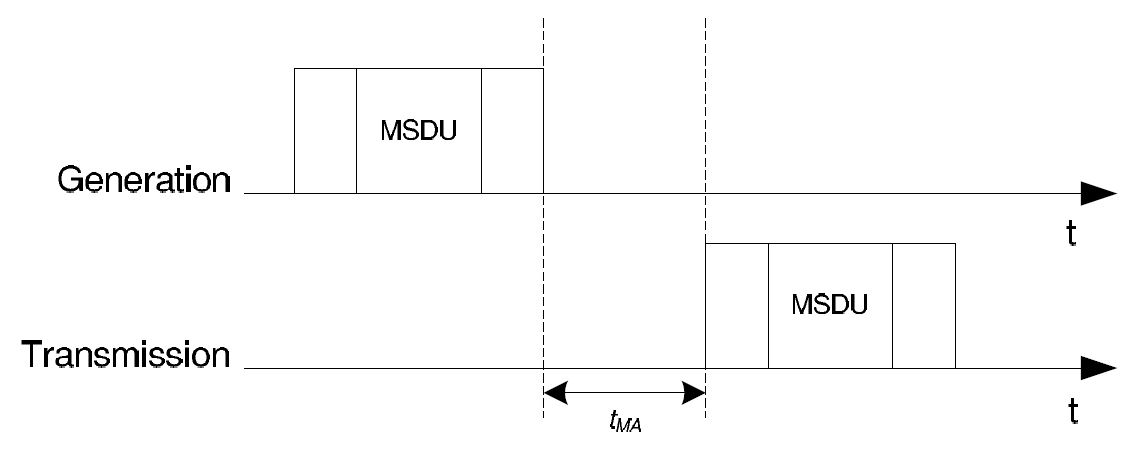 MSDU
Generation
t
MSDU
Transmission
t
tMA